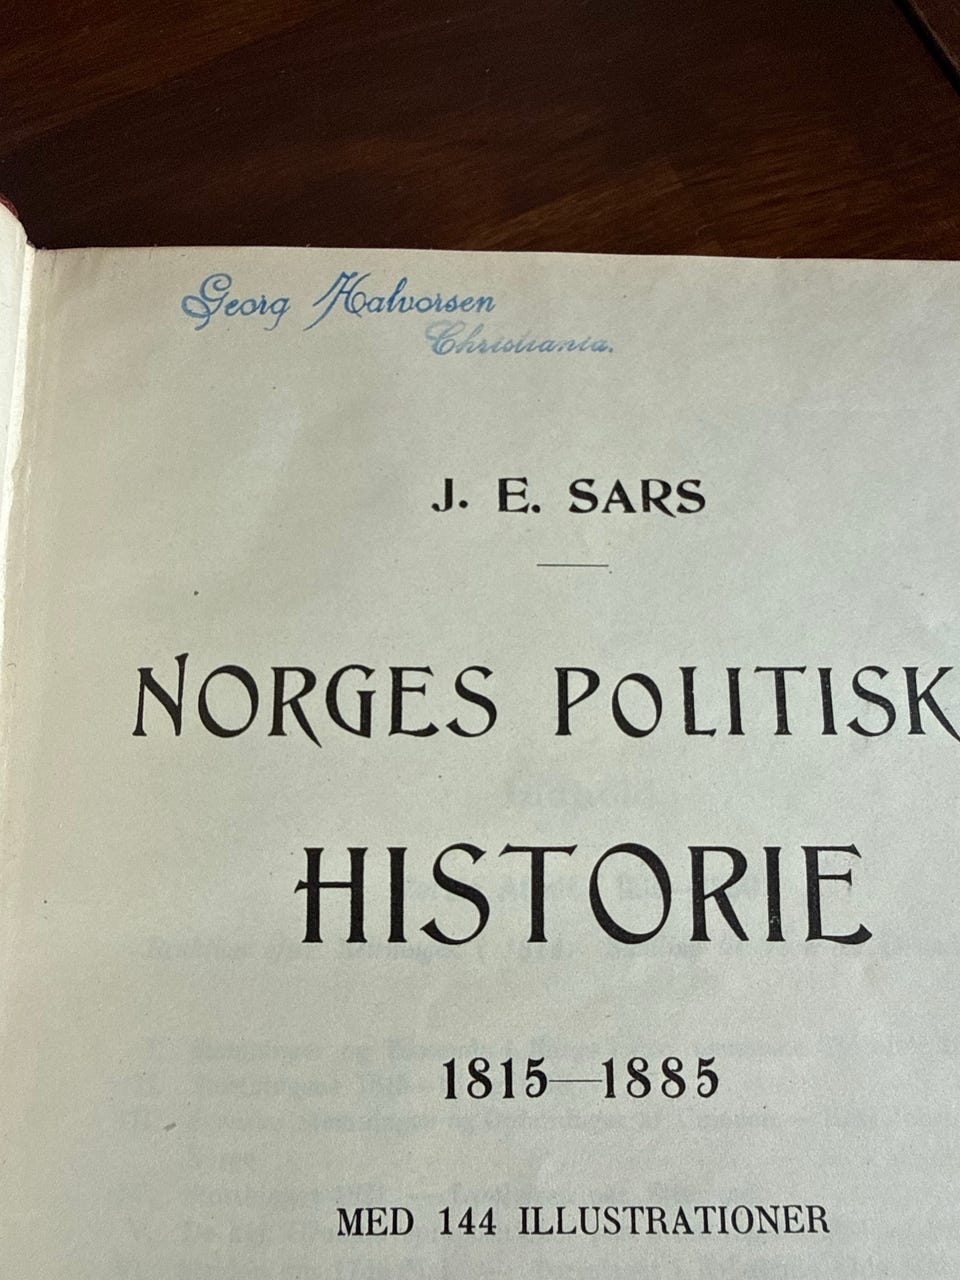 Georg Halvorsen
Christiania.
J. E. SARS
NORGES POLITISK
HISTORIE
1815—1885
MED 144 ILLUSTRATIONER